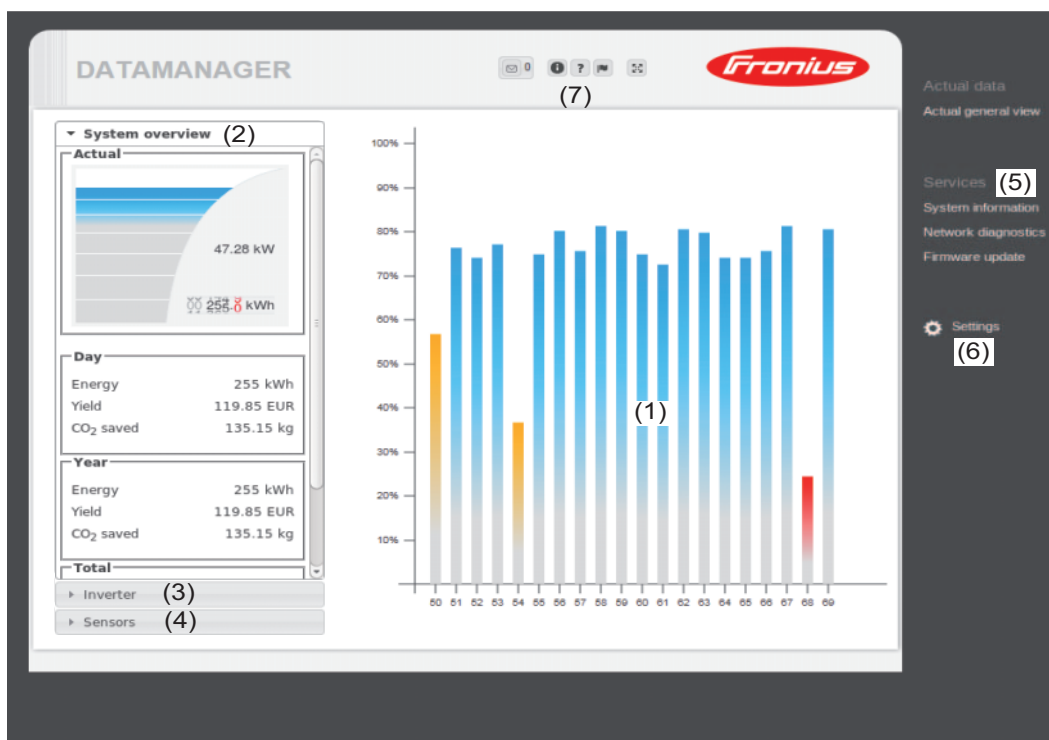 DATAMANAGER
0
i ?
(7)
Fronius
System overview (2)
Actual
47.28 kW
kWh
Day
Energy 255 kWh
Yield 119.85 EUR
CO2 saved 135.15 kg
Year
Energy 255 kWh
Yield 119.85 EUR
CO2 saved 135.15 kg
Total
Inverter (3)
Sensors (4)
100%
90%
80%
70%
60%
50%
40%
30%
20%
10%
(1)
50 51 52 53 54 55 56 57 58 59 60 61 62 63 64 65 66 67 68 69
Actual data
Actual general view
Services (5)
System information
Network diagnostics
Firmware update
Settings
(6)